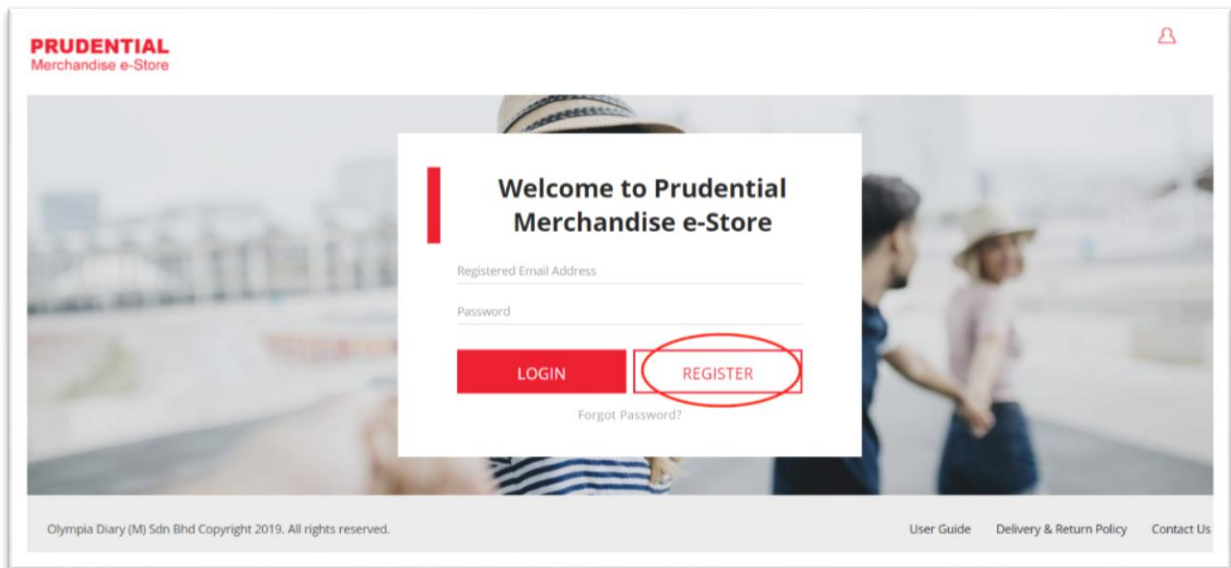 PRUDENTIAL
Merchandise e-Store
Welcome to Prudential
Merchandise e-Store
Registered Email Address
Password
LOGIN
REGISTER
Forgot Password?
Olympia Diary (M) Sdn Bhd Copyright 2019. All rights reserved.
User Guide
Delivery & Return Policy
Contact Us